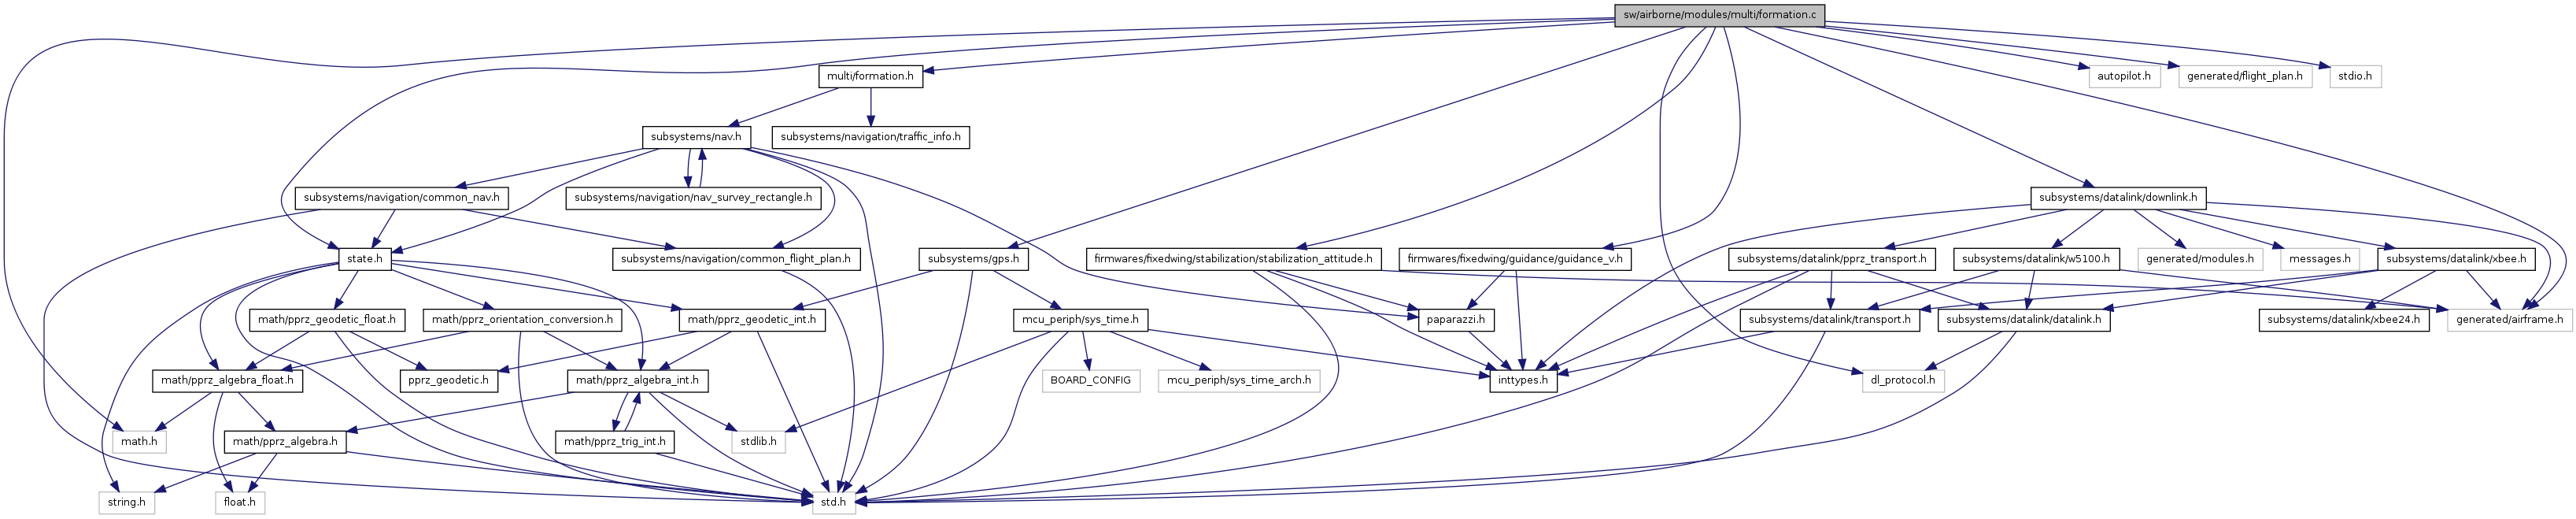 sw/airborne/modules/multi/formation.c
multi/formation.h
autopilot.h
generated/flight_plan.h
stdio.h
subsystems/nav.h
subsystems/navigation/traffic_info.h
subsystems/navigation/common_nav.h
subsystems/navigation/nav_survey_rectangle.h
subsystems/datalink/downlink.h
state.h
subsystems/navigation/common_flight_plan.h
subsystems/gps.h
firmwares/fixedwing/stabilization/stabilization_attitude.h
firmwares/fixedwing/guidance/guidance_v.h
subsystems/datalink/pprz_transport.h
subsystems/datalink/w5100.h
generated/modules.h
messages.h
subsystems/datalink/xbee.h
math/pprz_geodetic_float.h
math/pprz_orientation_conversion.h
math/pprz_geodetic_int.h
mcu_periph/sys_time.h
paparazzi.h
subsystems/datalink/transport.h
subsystems/datalink/datalink.h
subsystems/datalink/xbee24.h
generated/airframe.h
math/pprz_algebra_float.h
pprz_geodetic.h
math/pprz_algebra_int.h
BOARD_CONFIG
mcu_periph/sys_time_arch.h
inttypes.h
dl_protocol.h
math.h
math/pprz_algebra.h
math/pprz_trig_int.h
stdlib.h
string.h
float.h
std.h